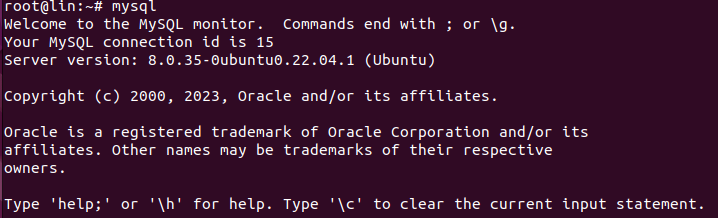 root@lin:~# mysql
Welcome to the MySQL monitor.  Commands end with ; or \g.
Your MySQL connection id is 15
Server version: 8.0.35-0ubuntu0.22.04.1 (Ubuntu)

Copyright (c) 2000, 2023, Oracle and/or its affiliates.

Oracle is a registered trademark of Oracle Corporation and/or its
affiliates. Other names may be trademarks of their respective
owners.

Type 'help;' or '\h' for help. Type '\c' to clear the current input statement.